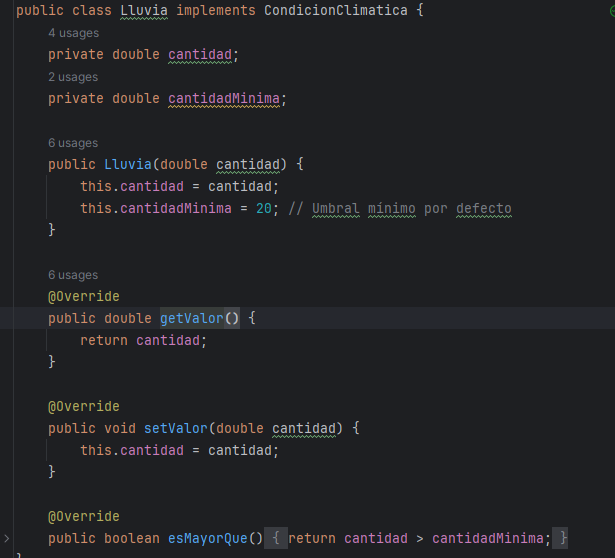 public class Lluvia implements CondicionClimatica {
4 usages
private double cantidad;
2 usages
private double cantidadMinima;
6 usages
public Lluvia(double cantidad) {
this.cantidad = cantidad;
this.cantidadMinima = 20; // Umbral mínimo por defecto
}
6 usages
@Override
public double getValor() {
return cantidad;
}
@Override
public void setValor(double cantidad) {
this.cantidad = cantidad;
}
@Override
public boolean esMayorQue() { return cantidad > cantidadMinima; }